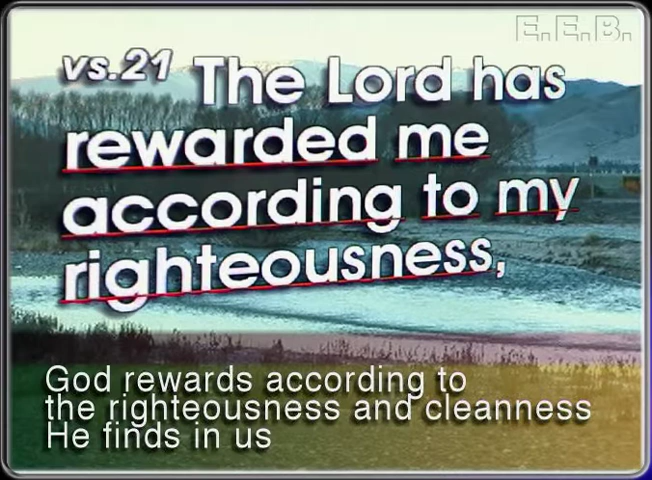 E.E.B.
vs.21 The Lord has
rewarded me
according to my
righteousness,
God rewards according to
the righteousness and cleanness
He finds in us